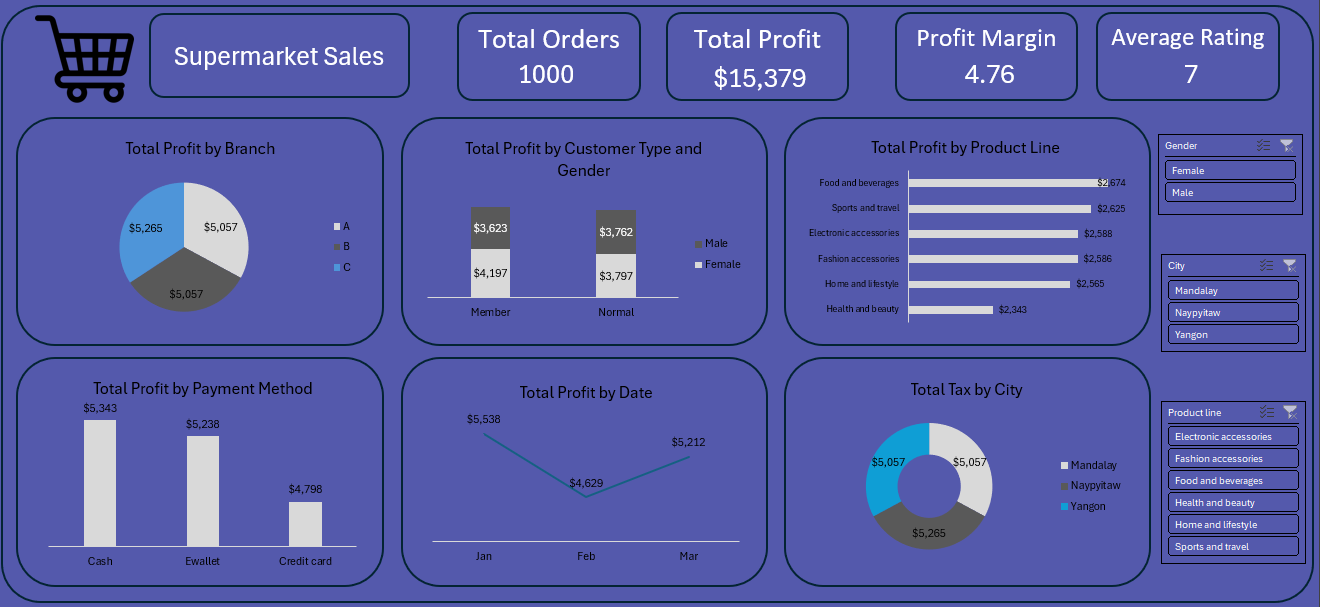 Supermarket Sales
Total Orders
1000
Total Profit
$15,379
Profit Margin
4.76
Average Rating
7
Total Profit by Branch
$5,265
$5,057
$5,057
A
B
C
Total Profit by Customer Type and
Gender
$3,623
$3,762
$4,197
$3,797
Member
Normal
Male
Female
Total Profit by Product Line
Food and beverages
$2,674
Sports and travel
$2,625
Electronic accessories
$2,588
Fashion accessories
$2,586
Home and lifestyle
$2,565
Health and beauty
$2,343
Gender
Female
Male
City
Mandalay
Naypyitaw
Yangon
Total Profit by Payment Method
$5,343
$5,238
$4,798
Cash
Ewallet
Credit card
Total Profit by Date
$5,538
$4,629
$5,212
Jan
Feb
Mar
Total Tax by City
$5,057
$5,057
$5,265
Mandalay
Naypyitaw
Yangon
Product line
Electronic accessories
Fashion accessories
Food and beverages
Health and beauty
Home and lifestyle
Sports and travel